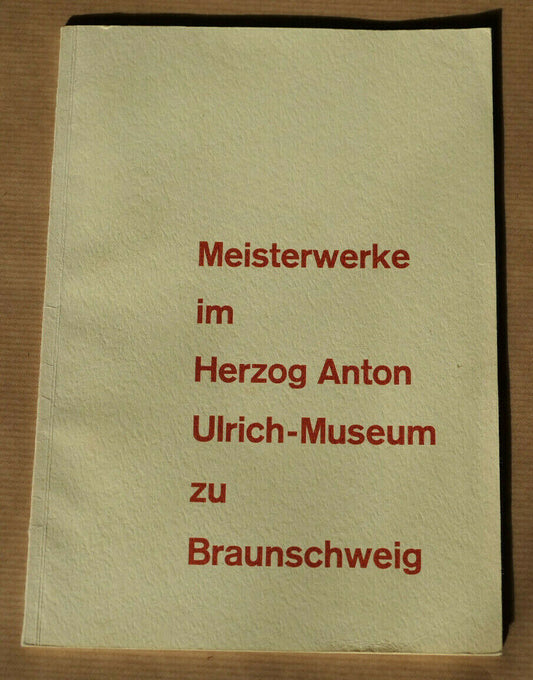 Meisterwerke
im
Herzog Anton
Ulrich-Museum
zu
Braunschweig